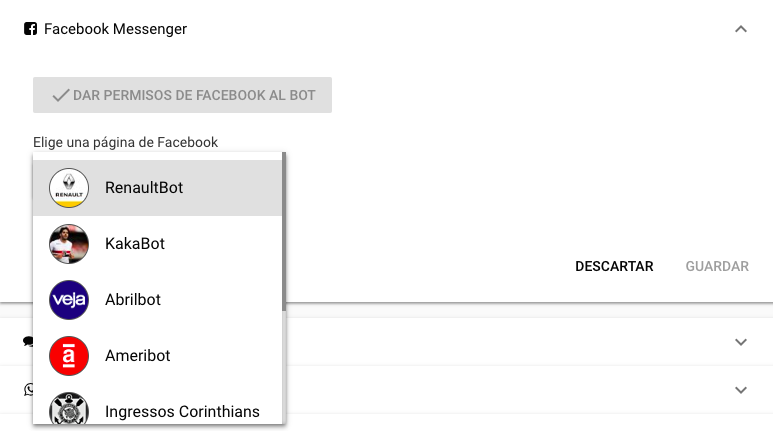 Facebook Messenger
DAR PERMISOS DE FACEBOOK AL BOT
Elige una página de Facebook
RENAULT
RenaultBot
KakaBot
veja
Abrilbot
DESCARTAR
GUARDAR
a
Ameribot
Ingressos Corinthians